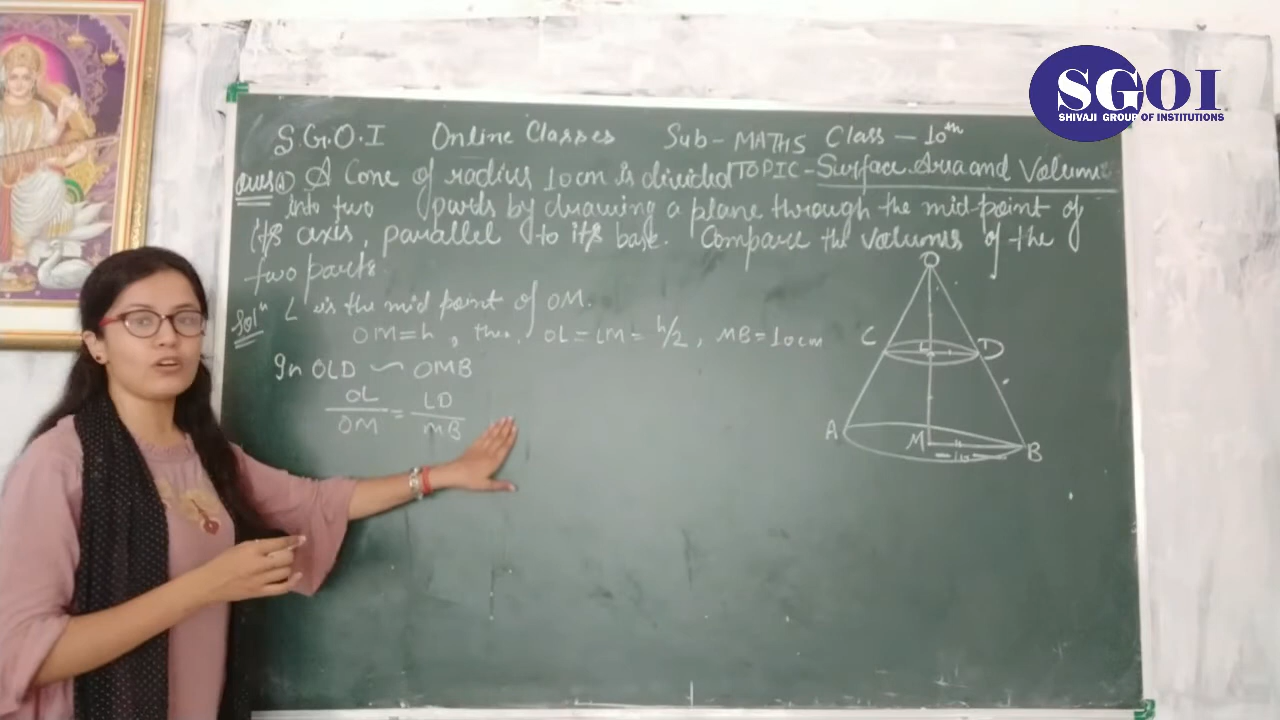 SGOI
SHIVAJI GROUP OF INSTITUTIONS
S.G.O.I Online Classes Sub- MATHS Class - 10th
TOPIC - Surface Area and Volume
Ques A Cone of radius 10cm is divided
into two parts by drawing a plane through the mid-point of
its axis, parallel to its base. Compare the volumes of the
two parts.
Solⁿ L is the mid point of OM.
OM = h, then, OL = LM = h/2, MB = 10cm
In OLD ~ OMB
OL/OM = LD/MB
O
C L D
A M B
10